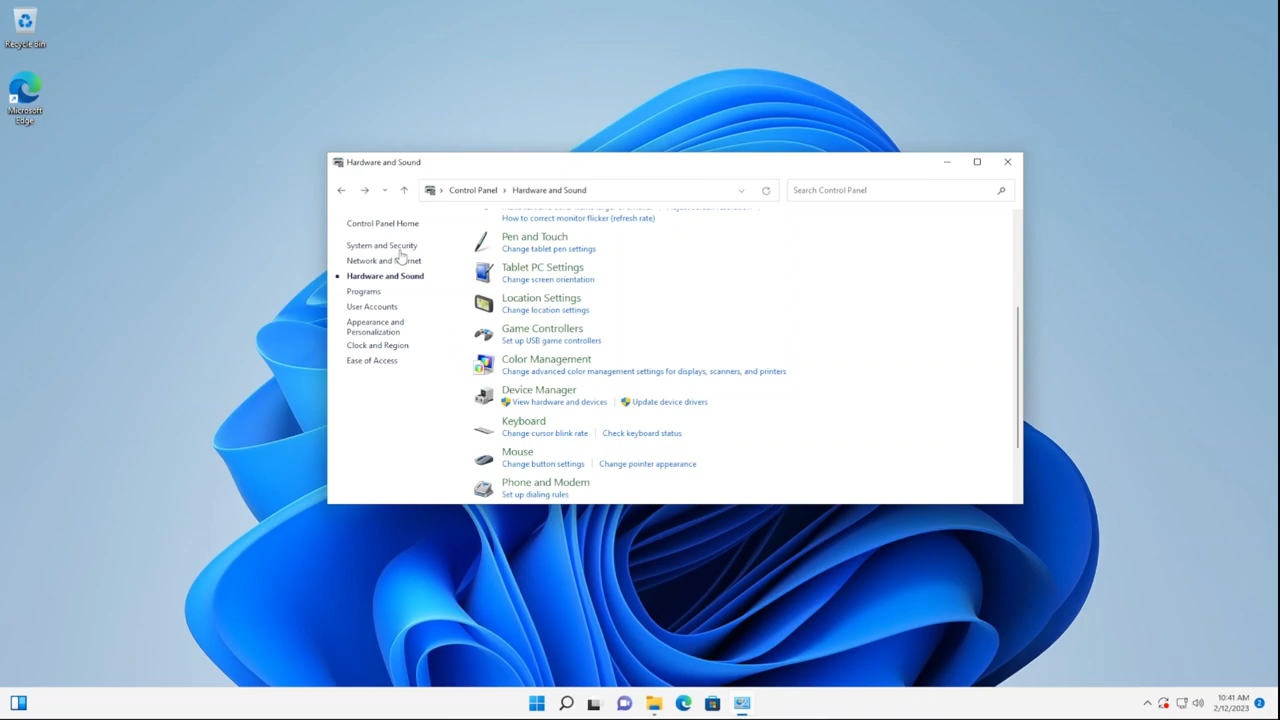 Recycle Bin
Microsoft
Edge
Hardware and Sound
Control Panel > Hardware and Sound
Search Control Panel
Control Panel Home
System and Security
Network and Internet
Hardware and Sound
Programs
User Accounts
Appearance and
Personalization
Clock and Region
Ease of Access
How to correct monitor flicker (refresh rate)
Pen and Touch
Change tablet pen settings
Tablet PC Settings
Change screen orientation
Location Settings
Change location settings
Game Controllers
Set up USB game controllers
Color Management
Change advanced color management settings for displays, scanners, and printers
Device Manager
View hardware and devices | Update device drivers
Keyboard
Change cursor blink rate | Check keyboard status
Mouse
Change button settings | Change pointer appearance
Phone and Modem
Set up dialing rules
10:41 AM
2/12/2023
2